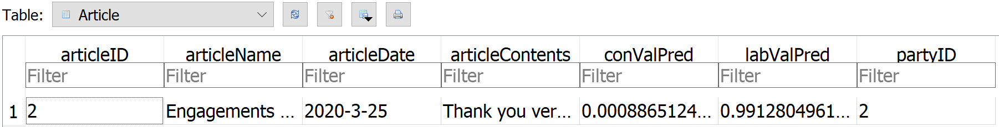 Table: Article
articleID articleName articleDate articleContents conValPred labValPred partyID
Filter Filter Filter Filter Filter Filter Filter
1 2 Engagements ... 2020-3-25 Thank you ver... 0.0008865124... 0.9912804961... 2